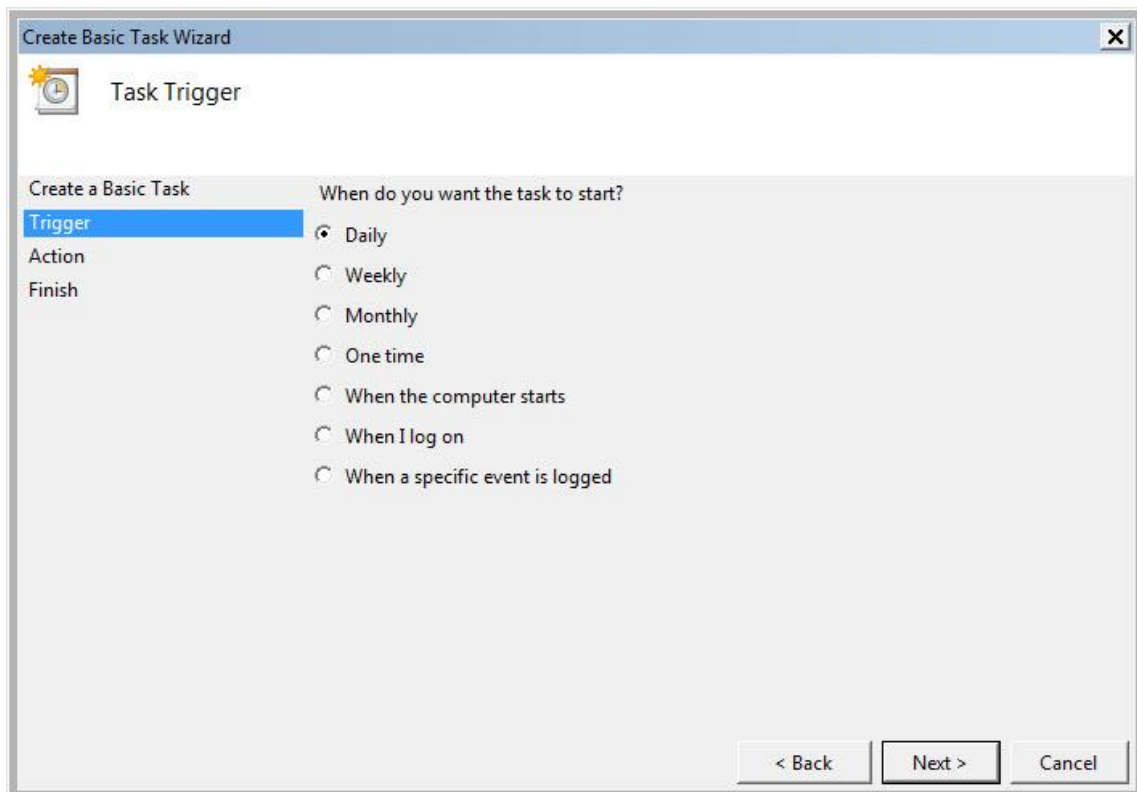 Create Basic Task Wizard
Task Trigger
Create a Basic Task
Trigger
Action
Finish
When do you want the task to start?
Daily
Weekly
Monthly
One time
When the computer starts
When I log on
When a specific event is logged
< Back
Next >
Cancel